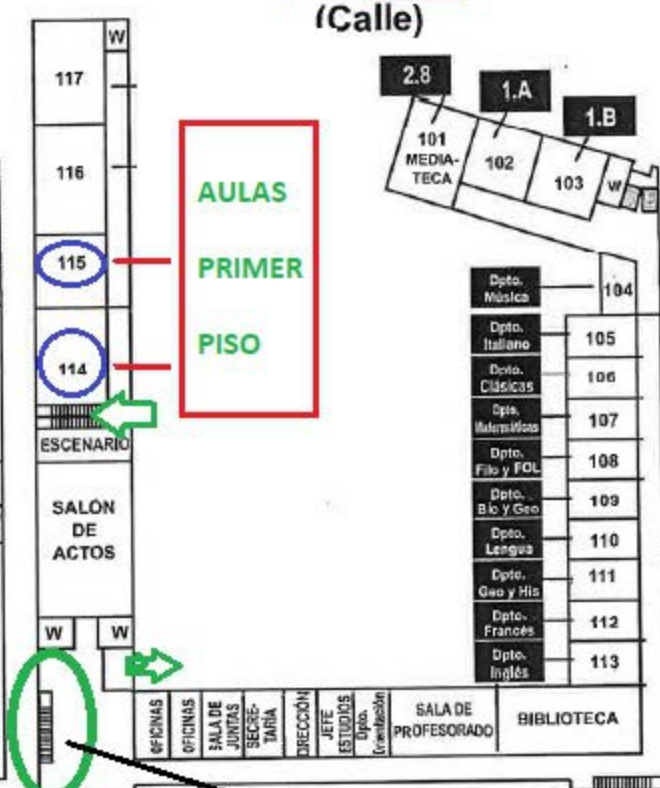 (Calle)
W
117
116
115
114
AULAS
PRIMER
PISO
ESCENARIO
SALÓN
DE
ACTOS
W
W
2.8
1.A
1.B
101
MEDIA-
TECA
102
103
W
Dpto.
Música
104
Dpto.
Italiano
105
Dpto.
Clásicas
106
Dpto.
Matemáticas
107
Dpto.
Filo y FOL
108
Dpto.
Bio y Geo
109
Dpto.
Lengua
110
Dpto.
Geo y His
111
Dpto.
Francés
112
Dpto.
Inglés
113
OFICINAS
OFICINAS
SALA DE
JUNTAS
SECRE-
TARÍA
DIRECCIÓN
JEFE
ESTUDIOS
Dpto.
Orientación
SALA DE
PROFESORADO
BIBLIOTECA